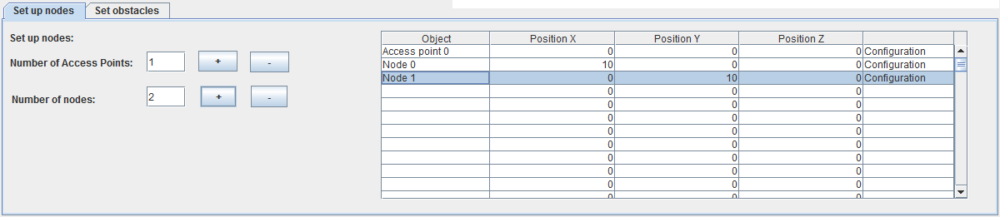 Set up nodes Set obstacles
Set up nodes:
Number of Access Points: 1 + -
Number of nodes: 2 + -
Object Position X Position Y Position Z
Access point 0 0 0 0 Configuration
Node 0 10 0 0 Configuration
Node 1 0 10 0 Configuration
0 0 0
0 0 0
0 0 0
0 0 0
0 0 0
0 0 0
0 0 0
0 0 0
0 0 0